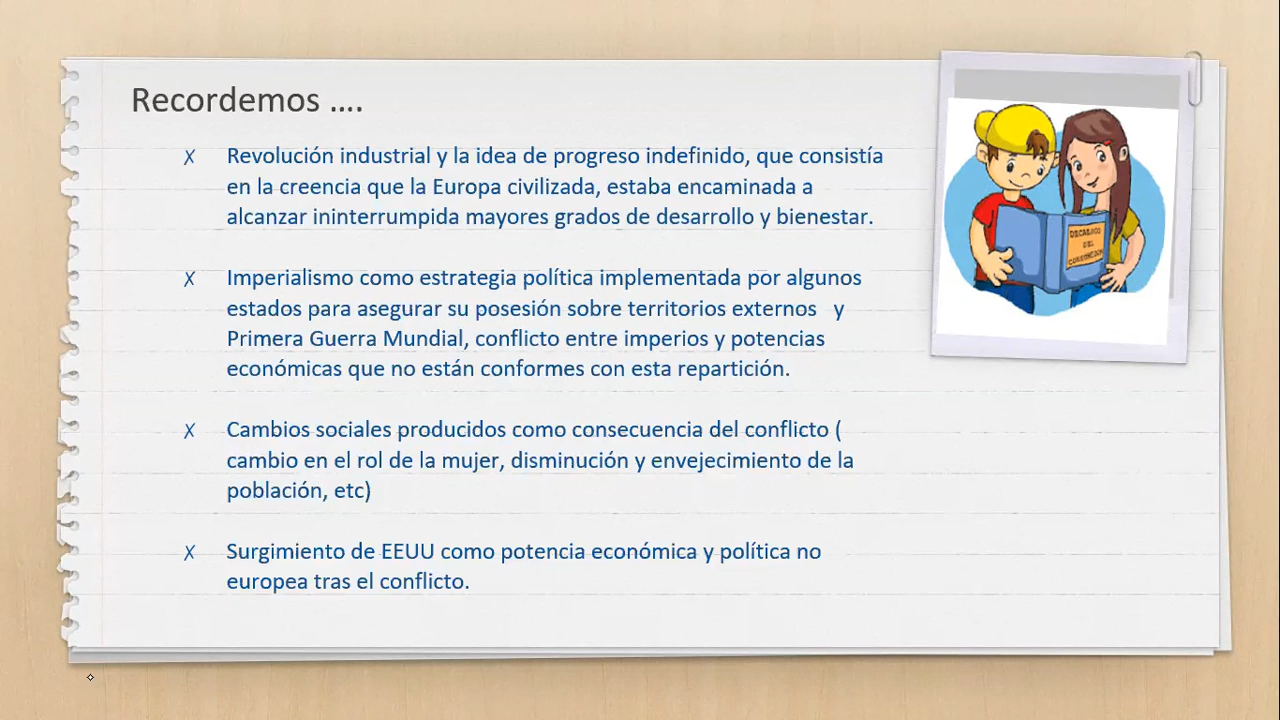 Recordemos ....
✗ Revolución industrial y la idea de progreso indefinido, que consistía
en la creencia que la Europa civilizada, estaba encaminada a
alcanzar ininterrumpida mayores grados de desarrollo y bienestar.
✗ Imperialismo como estrategia política implementada por algunos
estados para asegurar su posesión sobre territorios externos y
Primera Guerra Mundial, conflicto entre imperios y potencias
económicas que no están conformes con esta repartición.
✗ Cambios sociales producidos como consecuencia del conflicto (
cambio en el rol de la mujer, disminución y envejecimiento de la
población, etc)
✗ Surgimiento de EEUU como potencia económica y política no
europea tras el conflicto.
DEL